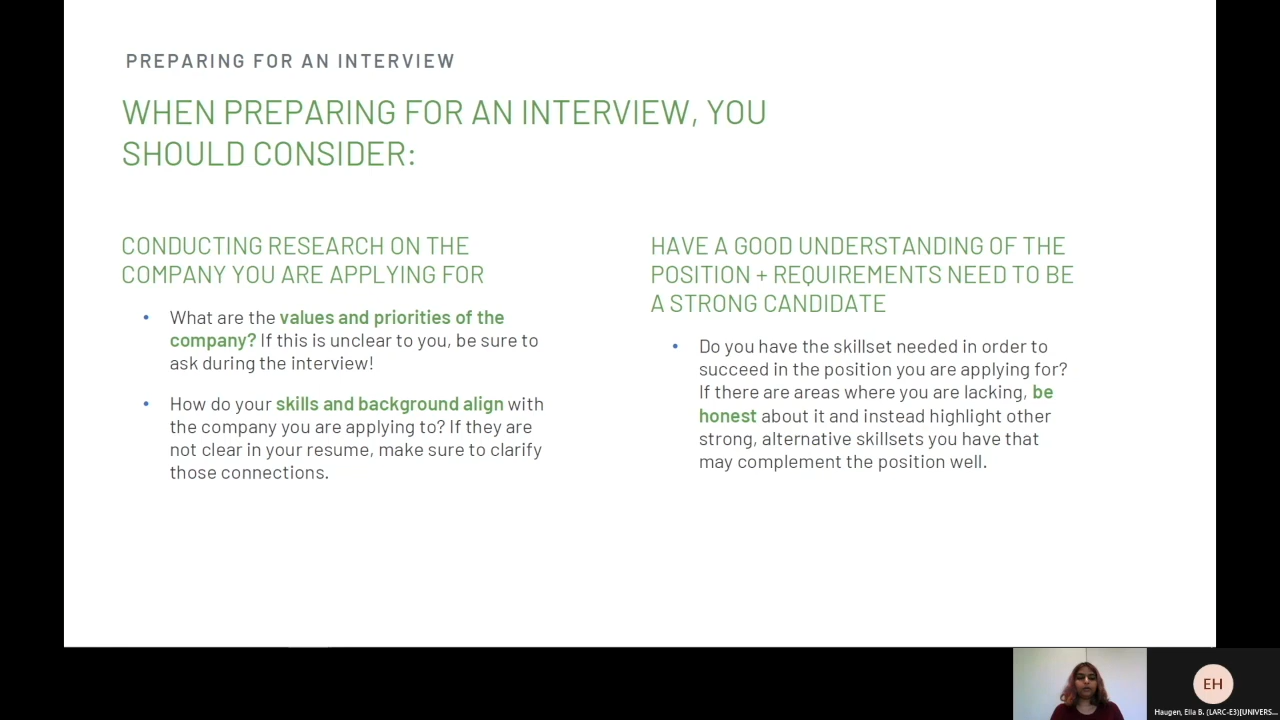 PREPARING FOR AN INTERVIEW
WHEN PREPARING FOR AN INTERVIEW, YOU
SHOULD CONSIDER:
CONDUCTING RESEARCH ON THE
COMPANY YOU ARE APPLYING FOR
• What are the values and priorities of the
company? If this is unclear to you, be sure to
ask during the interview!
• How do your skills and background align with
the company you are applying to? If they are
not clear in your resume, make sure to clarify
those connections.
HAVE A GOOD UNDERSTANDING OF THE
POSITION + REQUIREMENTS NEED TO BE
A STRONG CANDIDATE
• Do you have the skillset needed in order to
succeed in the position you are applying for?
If there are areas where you are lacking, be
honest about it and instead highlight other
strong, alternative skillsets you have that
may complement the position well.
EH
Haugen, Ella B. (LARC-E3)[UNIVERS...